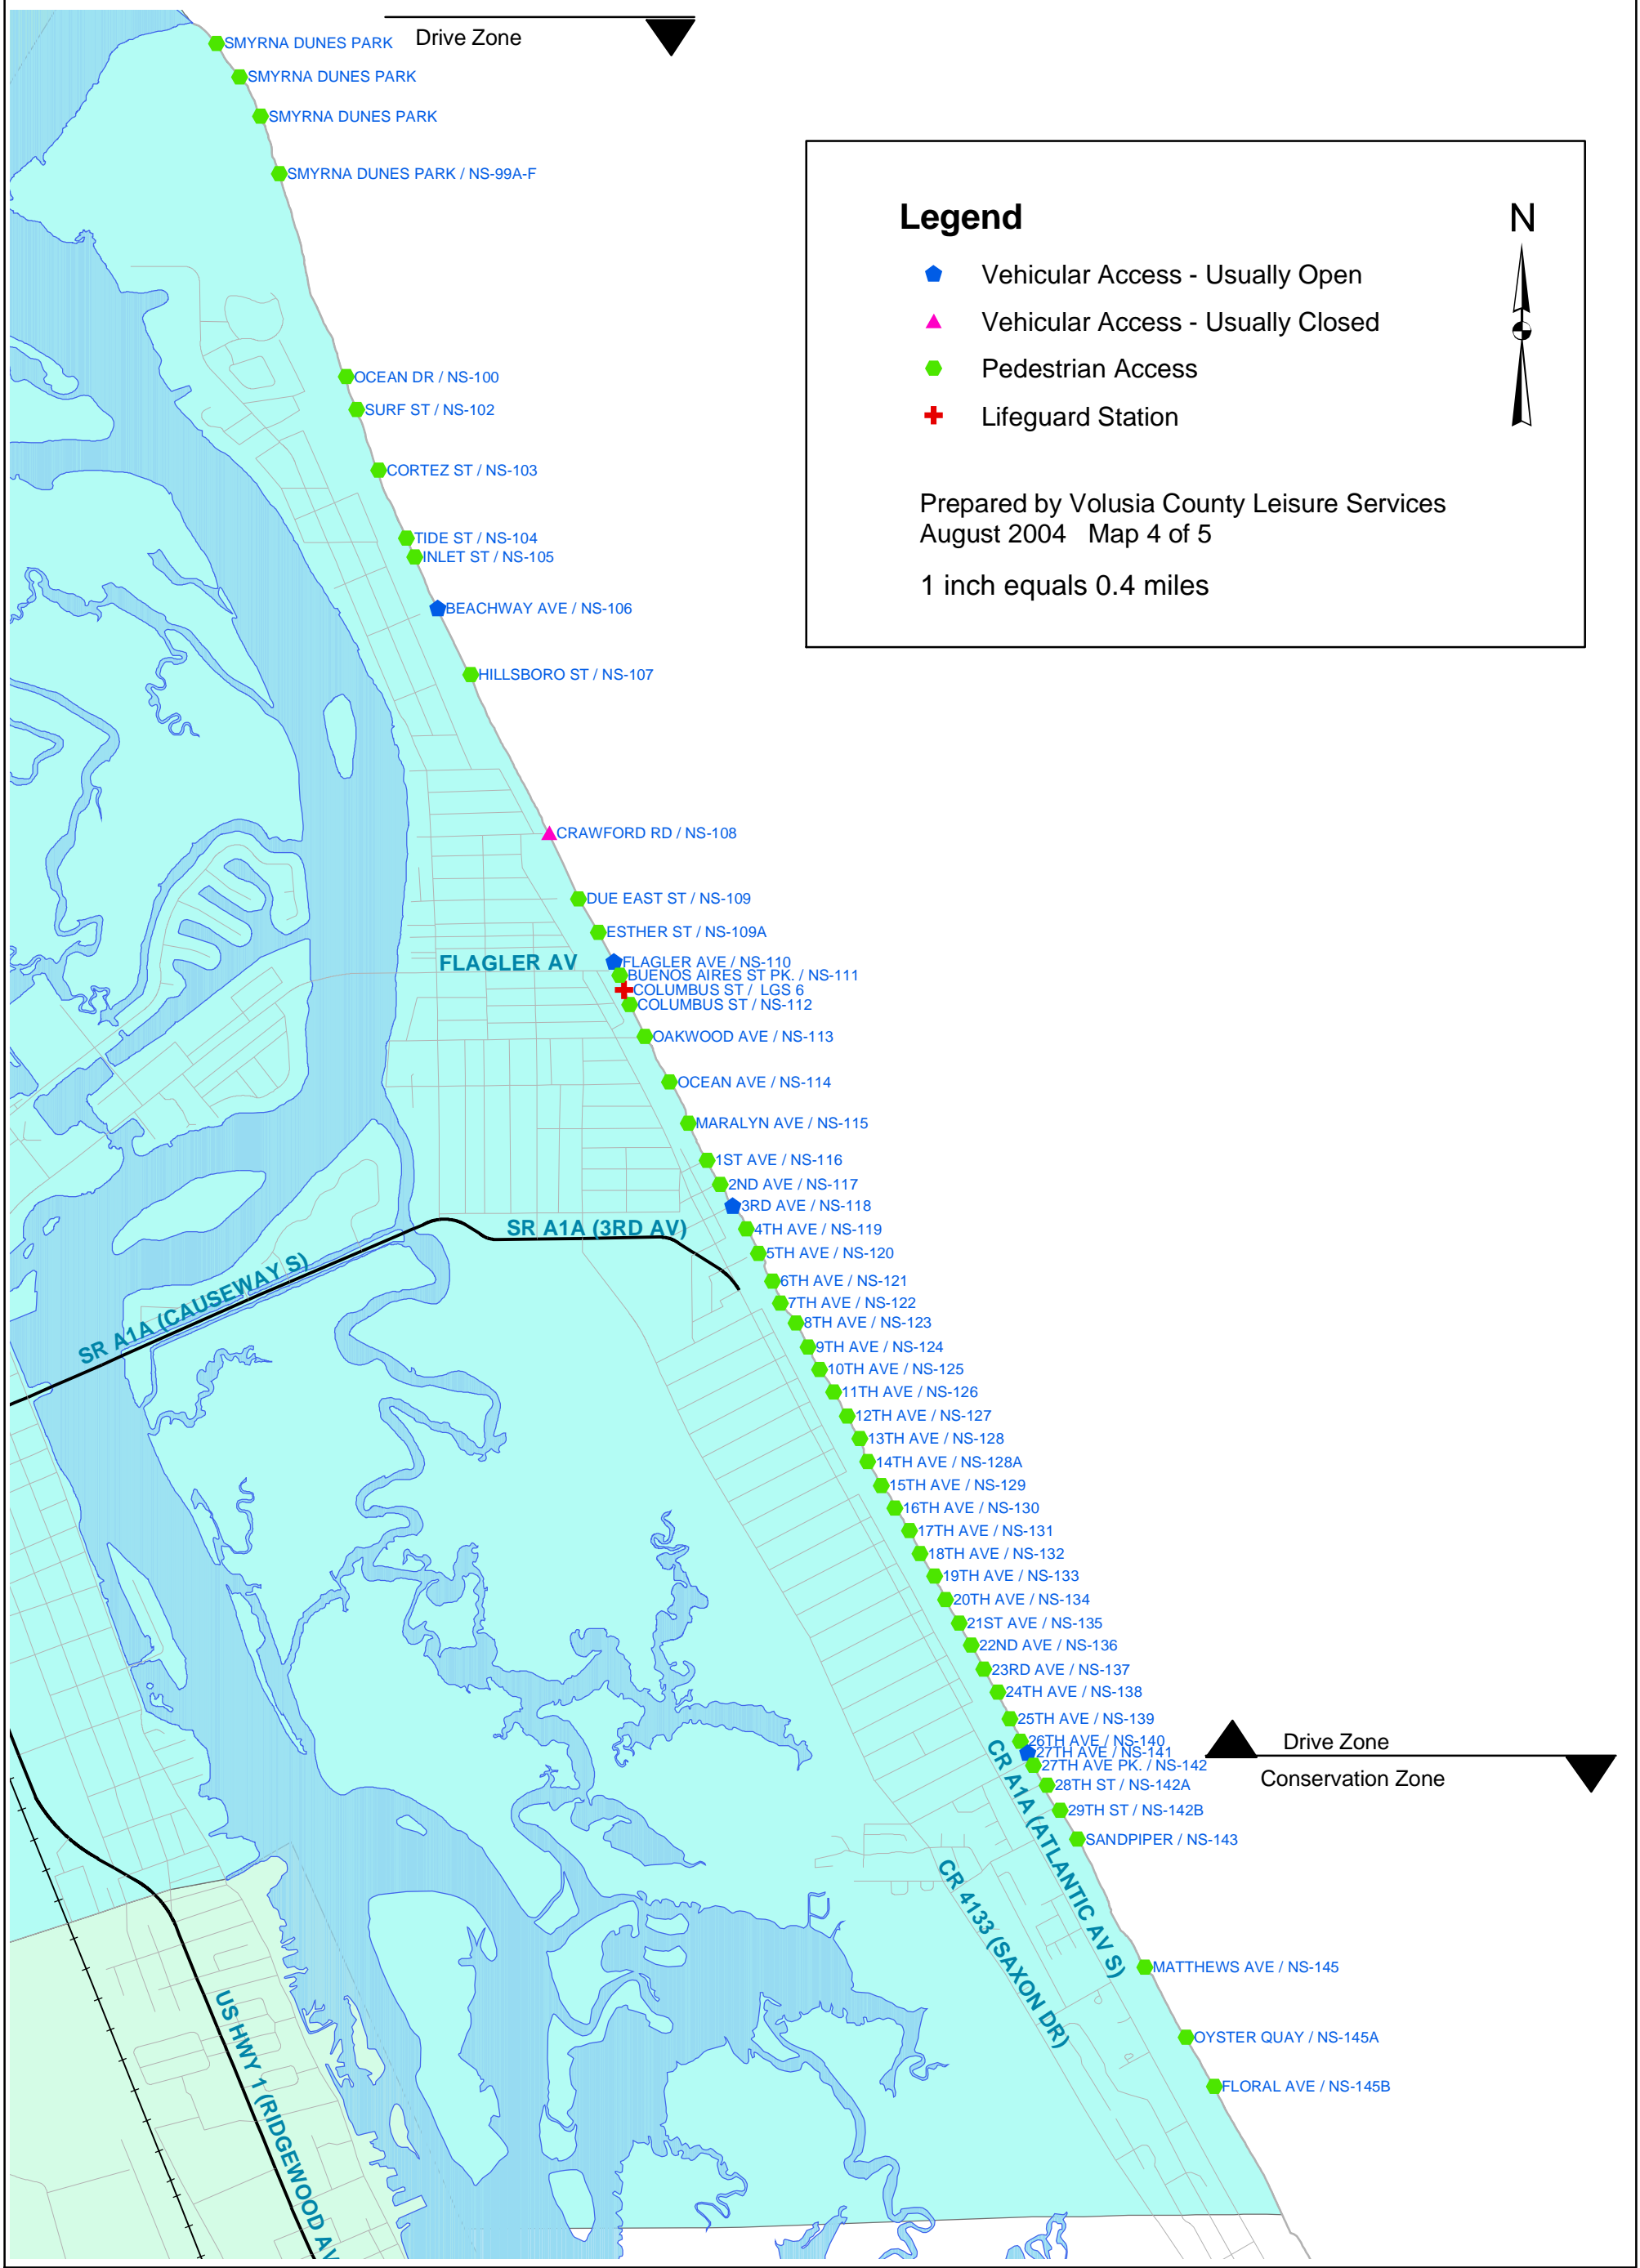 Drive Zone
SMYRNA DUNES PARK
SMYRNA DUNES PARK
SMYRNA DUNES PARK
SMYRNA DUNES PARK / NS-99A-F
Legend
N
Vehicular Access - Usually Open
Vehicular Access - Usually Closed
Pedestrian Access
Lifeguard Station
Prepared by Volusia County Leisure Services
August 2004 Map 4 of 5
1 inch equals 0.4 miles
OCEAN DR / NS-100
SURF ST / NS-102
CORTEZ ST / NS-103
TIDE ST / NS-104
INLET ST / NS-105
BEACHWAY AVE / NS-106
HILLSBORO ST / NS-107
CRAWFORD RD / NS-108
DUE EAST ST / NS-109
ESTHER ST / NS-109A
FLAGLER AV
FLAGLER AVE / NS-110
BUENOS AIRES ST PK. / NS-111
COLUMBUS ST / LGS 6
COLUMBUS ST / NS-112
OAKWOOD AVE / NS-113
OCEAN AVE / NS-114
MARALYN AVE / NS-115
1ST AVE / NS-116
2ND AVE / NS-117
3RD AVE / NS-118
SR A1A (3RD AV)
4TH AVE / NS-119
5TH AVE / NS-120
SR A1A (CAUSEWAY S)
6TH AVE / NS-121
7TH AVE / NS-122
8TH AVE / NS-123
9TH AVE / NS-124
10TH AVE / NS-125
11TH AVE / NS-126
12TH AVE / NS-127
13TH AVE / NS-128
14TH AVE / NS-128A
15TH AVE / NS-129
16TH AVE / NS-130
17TH AVE / NS-131
18TH AVE / NS-132
19TH AVE / NS-133
20TH AVE / NS-134
21ST AVE / NS-135
22ND AVE / NS-136
23RD AVE / NS-137
24TH AVE / NS-138
25TH AVE / NS-139
26TH AVE / NS-140
27TH AVE / NS-141
27TH AVE PK. / NS-142
Drive Zone
Conservation Zone
28TH ST / NS-142A
29TH ST / NS-142B
SANDPIPER / NS-143
CR A1A (ATLANTIC AV S)
CR 4133 (SAXON DR)
MATTHEWS AVE / NS-145
OYSTER QUAY / NS-145A
FLORAL AVE / NS-145B
US HWY 1 (RIDGEWOOD AV